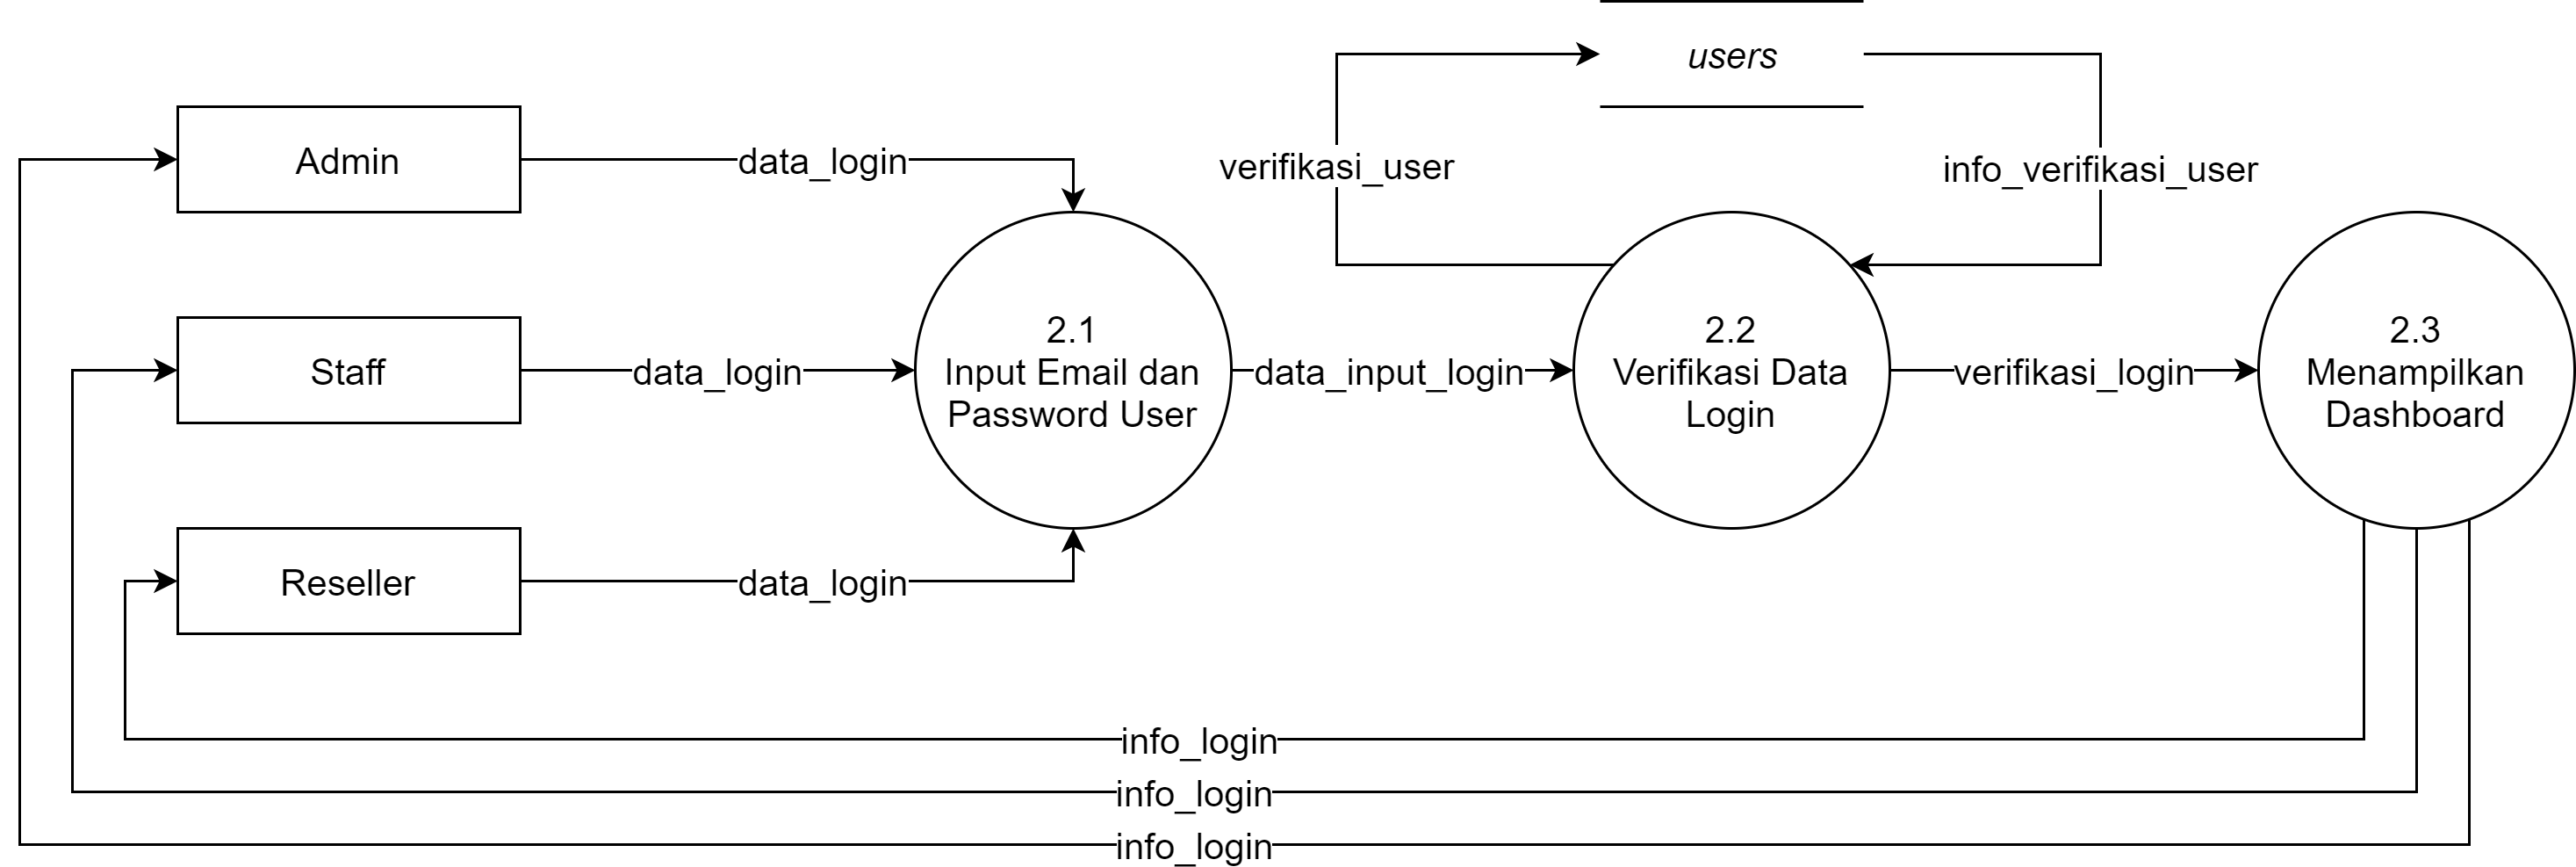 users
Admin
data_login
verifikasi_user
info_verifikasi_user
Staff
data_login
2.1
Input Email dan
Password User
data_input_login
2.2
Verifikasi Data
Login
verifikasi_login
2.3
Menampilkan
Dashboard
Reseller
data_login
info_login
info_login
info_login